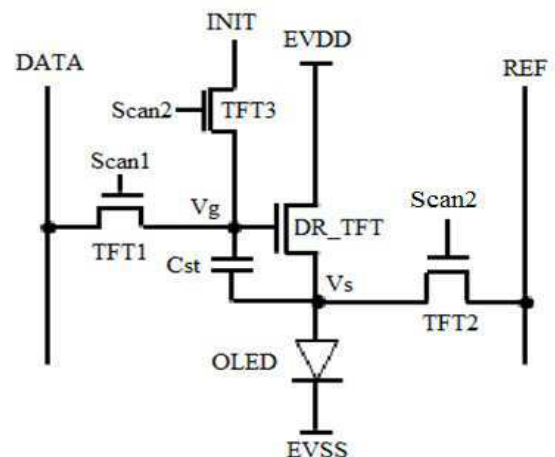 INIT
EVDD
DATA
REF
Scan2
TFT3
Scan1
Scan2
Vg
DR_TFT
TFT1
Cst
Vs
TFT2
OLED
EVSS